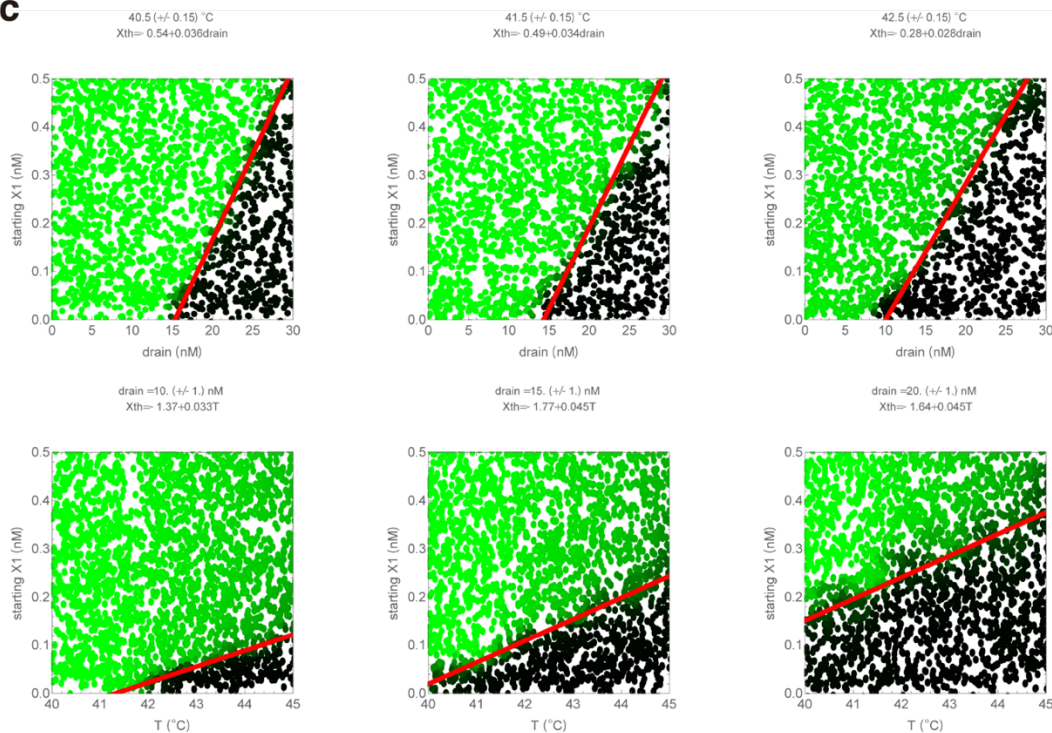 C
40.5 (+/- 0.15) °C
Xth=- 0.54+0.036drain
41.5 (+/- 0.15) °C
Xth=- 0.49+0.034drain
42.5 (+/- 0.15) °C
Xth=- 0.28+0.028drain
starting X1 (nM)
0.5
0.4
0.3
0.2
0.1
0.0
0 5 10 15 20 25 30
drain (nM)
starting X1 (nM)
0.5
0.4
0.3
0.2
0.1
0.0
0 5 10 15 20 25 30
drain (nM)
starting X1 (nM)
0.5
0.4
0.3
0.2
0.1
0.0
0 5 10 15 20 25 30
drain (nM)
drain =10. (+/- 1.) nM
Xth=- 1.37+0.033T
drain =15. (+/- 1.) nM
Xth=- 1.77+0.045T
drain =20. (+/- 1.) nM
Xth=- 1.64+0.045T
starting X1 (nM)
0.5
0.4
0.3
0.2
0.1
0.0
40 41 42 43 44 45
T (°C)
starting X1 (nM)
0.5
0.4
0.3
0.2
0.1
0.0
40 41 42 43 44 45
T (°C)
starting X1 (nM)
0.5
0.4
0.3
0.2
0.1
0.0
40 41 42 43 44 45
T (°C)